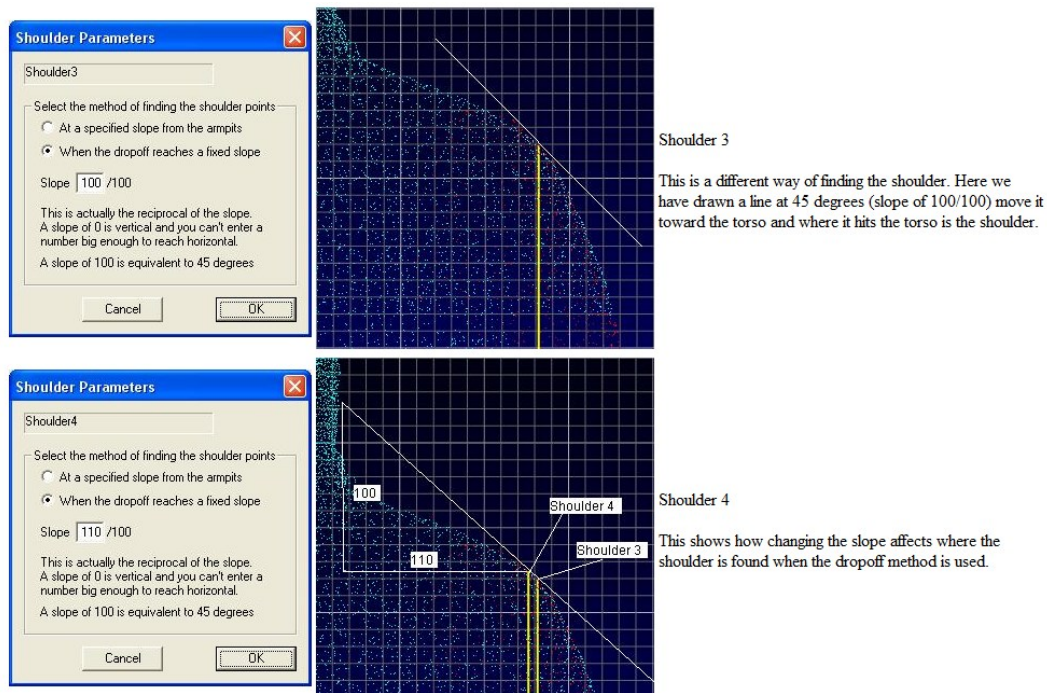 Shoulder Parameters
Shoulder3
Select the method of finding the shoulder points
At a specified slope from the armpits
When the dropoff reaches a fixed slope
Slope 100 /100
This is actually the reciprocal of the slope.
A slope of 0 is vertical and you can't enter a
number big enough to reach horizontal.
A slope of 100 is equivalent to 45 degrees
Cancel OK
Shoulder 3
This is a different way of finding the shoulder. Here we
have drawn a line at 45 degrees (slope of 100/100) move it
toward the torso and where it hits the torso is the shoulder.
Shoulder Parameters
Shoulder4
Select the method of finding the shoulder points
At a specified slope from the armpits
When the dropoff reaches a fixed slope
Slope 110 /100
This is actually the reciprocal of the slope.
A slope of 0 is vertical and you can't enter a
number big enough to reach horizontal.
A slope of 100 is equivalent to 45 degrees
Cancel OK
100
Shoulder 4
Shoulder 3
110
Shoulder 4
This shows how changing the slope affects where the
shoulder is found when the dropoff method is used.